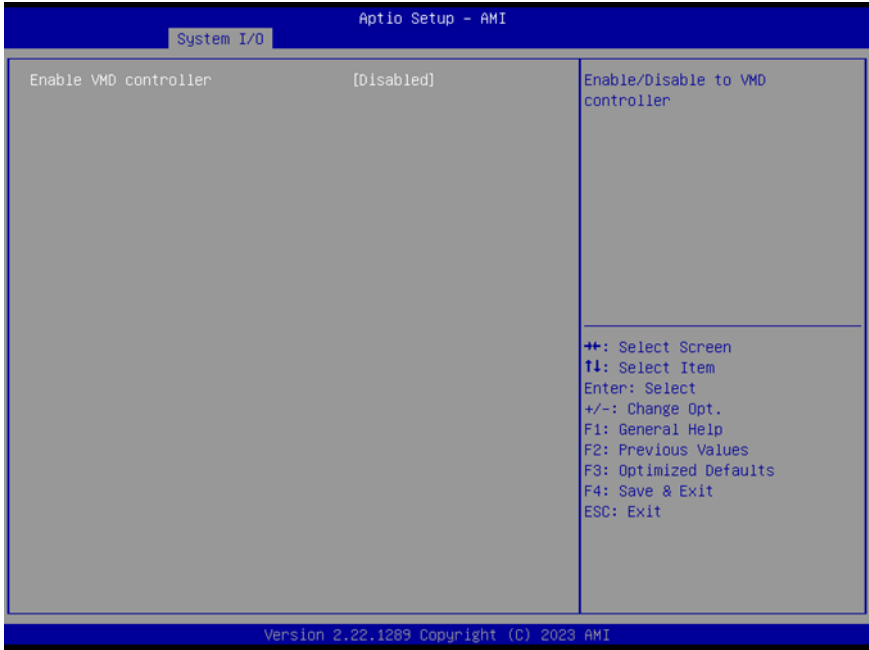 Aptio Setup – AMI
System I/O
Enable VMD controller [Disabled]
Enable/Disable to VMD
controller
→←: Select Screen
↑↓: Select Item
Enter: Select
+/-: Change Opt.
F1: General Help
F2: Previous Values
F3: Optimized Defaults
F4: Save & Exit
ESC: Exit
Version 2.22.1289 Copyright (C) 2023 AMI